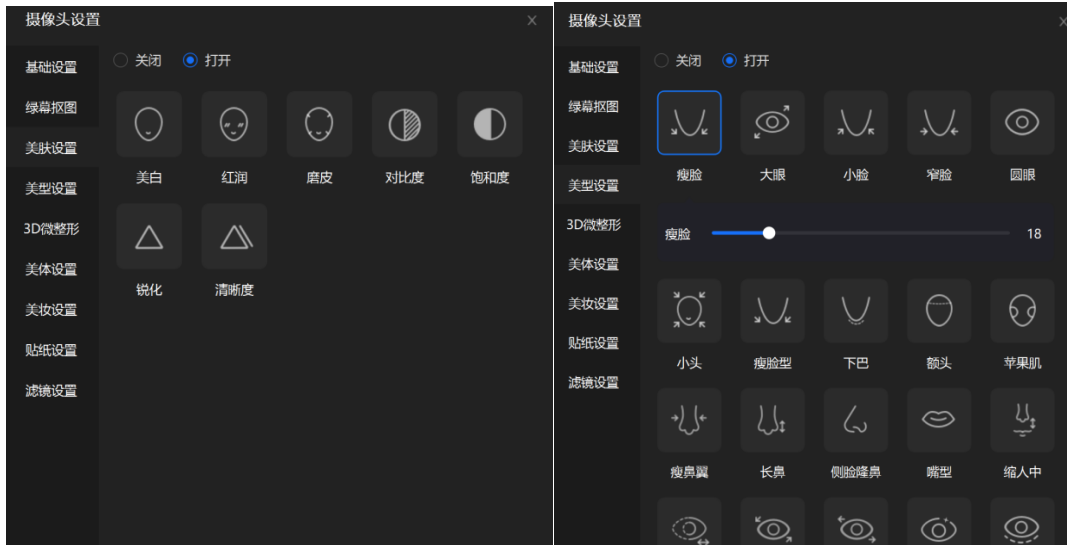 摄像头设置
关闭 打开
基础设置
绿幕抠图
美肤设置
美型设置
3D微整形
美体设置
美妆设置
贴纸设置
滤镜设置
美白 红润 磨皮 对比度 饱和度
锐化 清晰度
摄像头设置
关闭 打开
基础设置
绿幕抠图
美肤设置
美型设置
3D微整形
美体设置
美妆设置
贴纸设置
滤镜设置
瘦脸 大眼 小脸 窄脸 圆眼
瘦脸 18
小头 瘦脸型 下巴 额头 苹果肌
瘦鼻翼 长鼻 侧脸隆鼻 嘴型 缩人中